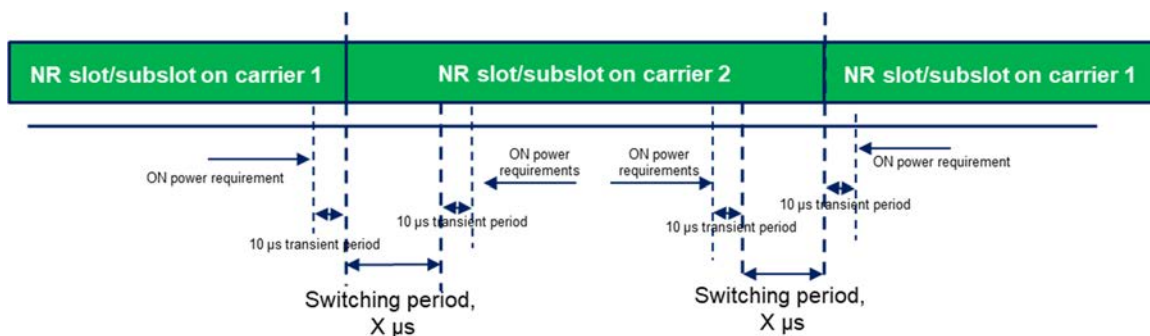 NR slot/subslot on carrier 1
NR slot/subslot on carrier 2
NR slot/subslot on carrier 1
ON power requirement
ON power
requirements
ON power
requirements
ON power requirement
10 µs transient period
10 µs transient period
10 µs transient period
10 µs transient period
Switching period,
X µs
Switching period,
X µs